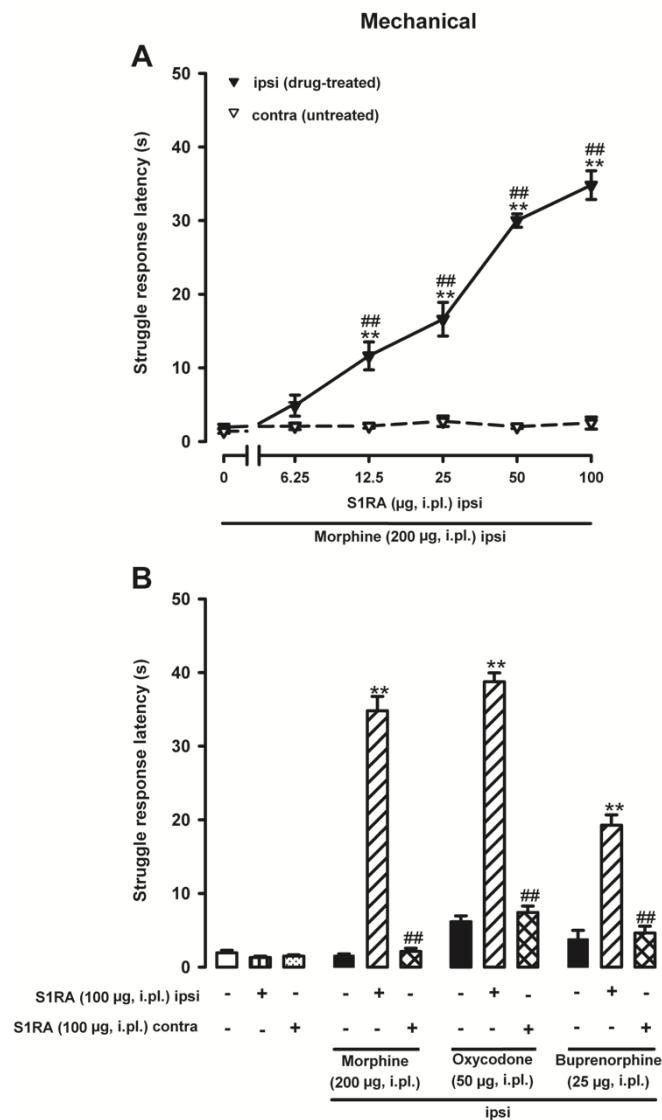 Mechanical
A
50
40
30
20
10
0
Struggle response latency (s)
ipsi (drug-treated)
contra (untreated)
##
**
##
**
##
**
##
**
0 6.25 12.5 25 50 100
S1RA (µg, i.pl.) ipsi
Morphine (200 µg, i.pl.) ipsi
B
50
40
30
20
10
0
Struggle response latency (s)
**
##
**
##
**
##
S1RA (100 µg, i.pl.) ipsi - + - - + - - + - - + -
S1RA (100 µg, i.pl.) contra - - + - - + - - + - - +
Morphine Oxycodone Buprenorphine
(200 µg, i.pl.) (50 µg, i.pl.) (25 µg, i.pl.)
ipsi